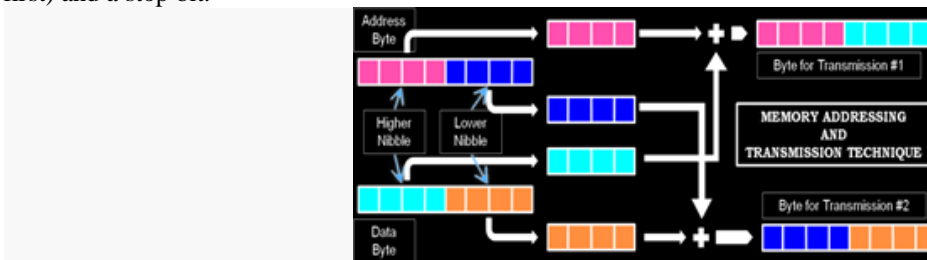 first) and a stop bit.
Address
Byte
Byte for Transmission #1
Higher
Nibble
Lower
Nibble
MEMORY ADDRESSING
AND
TRANSMISSION TECHNIQUE
Byte for Transmission #2
Data
Byte